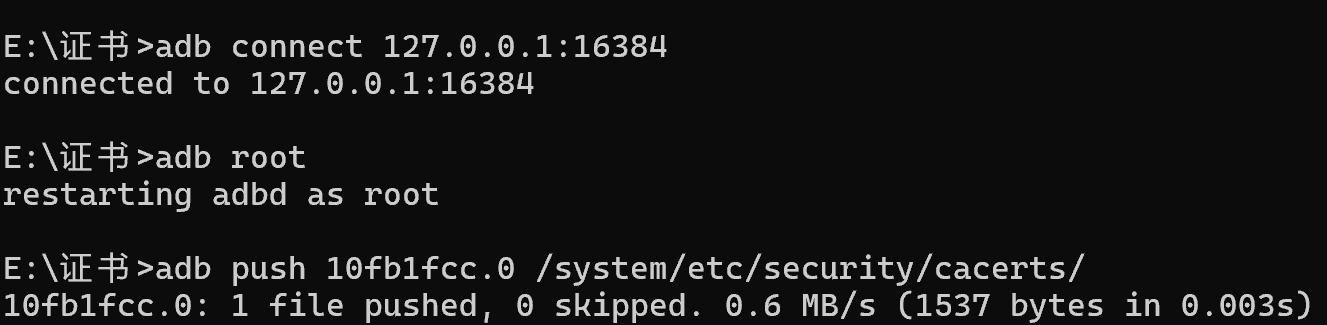 E:\证书>adb connect 127.0.0.1:16384
connected to 127.0.0.1:16384
E:\证书>adb root
restarting adbd as root
E:\证书>adb push 10fb1fcc.0 /system/etc/security/cacerts/
10fb1fcc.0: 1 file pushed, 0 skipped. 0.6 MB/s (1537 bytes in 0.003s)